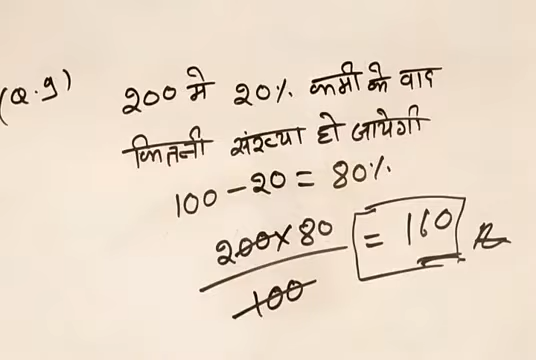 (Q.9) 200 मे 20% कमी के वाद
कितनी संख्या हो जायेगी
100-20 = 80%
200×80
100
= 160